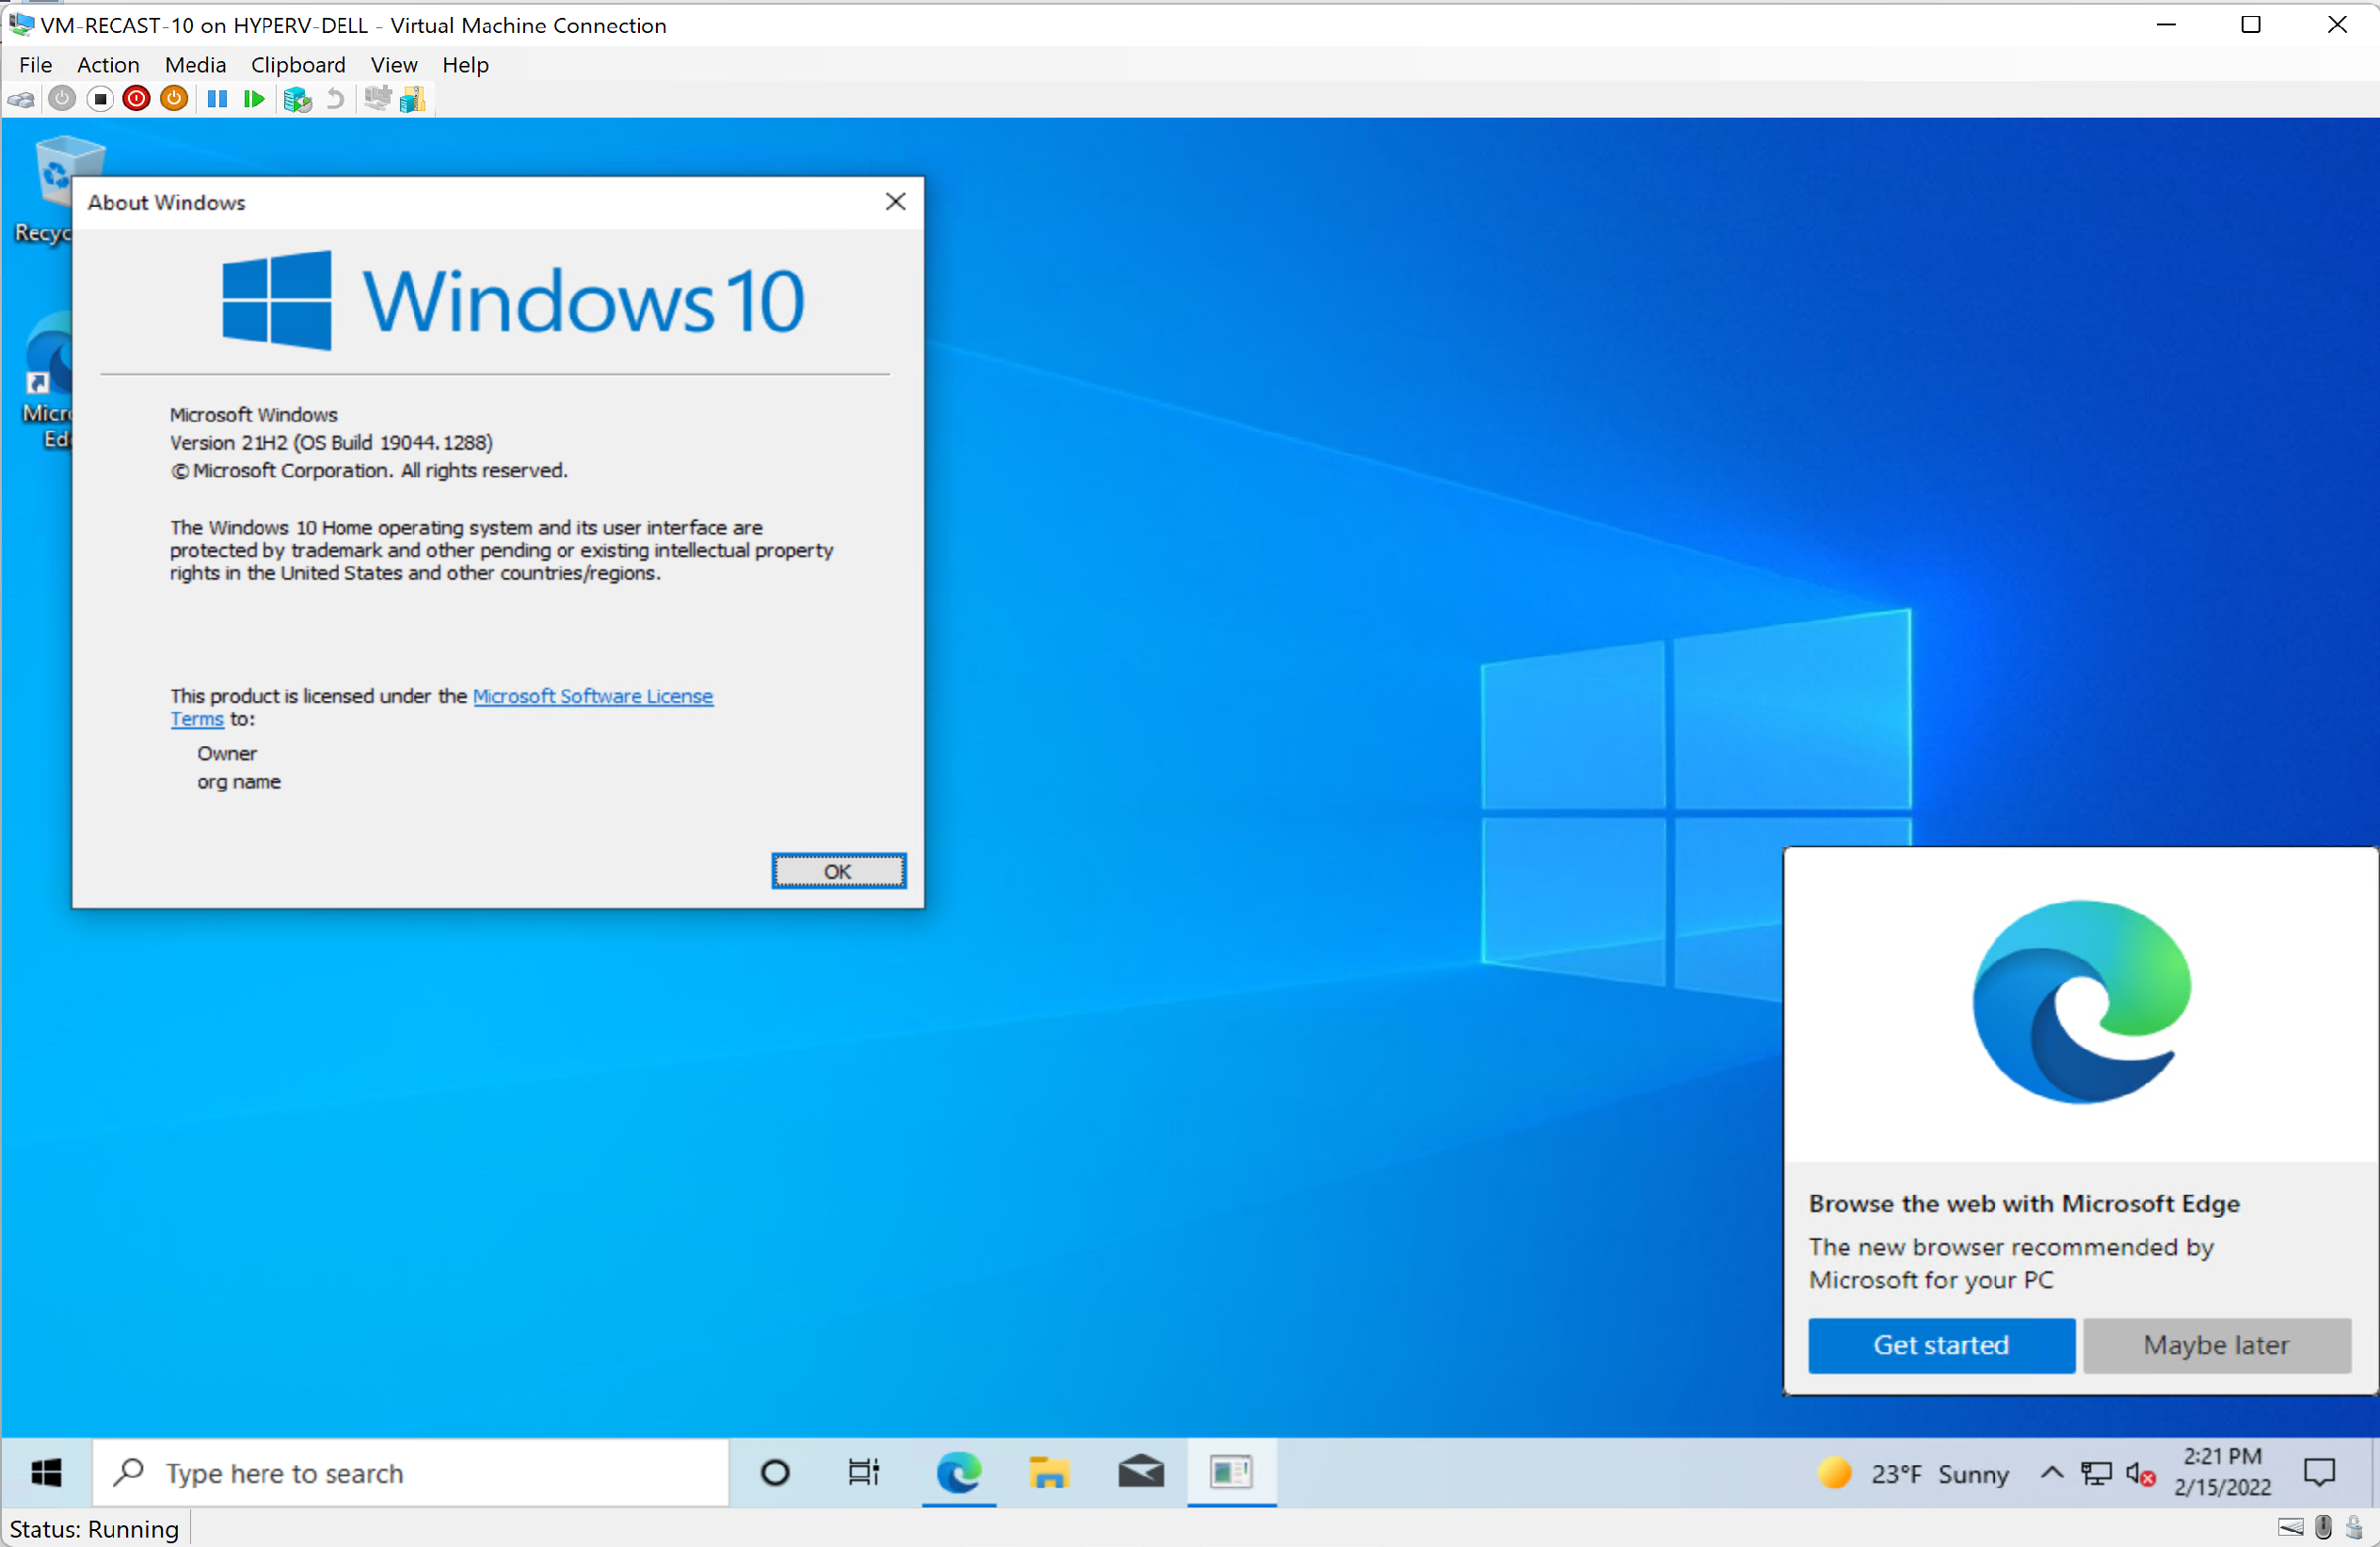 VM-RECAST-10 on HYPERV-DELL - Virtual Machine Connection
File Action Media Clipboard View Help
Recyc
Micro
Ed
About Windows
Windows 10
Microsoft Windows
Version 21H2 (OS Build 19044.1288)
© Microsoft Corporation. All rights reserved.
The Windows 10 Home operating system and its user interface are
protected by trademark and other pending or existing intellectual property
rights in the United States and other countries/regions.
This product is licensed under the Microsoft Software License
Terms to:
Owner
org name
OK
Browse the web with Microsoft Edge
The new browser recommended by
Microsoft for your PC
Get started
Maybe later
Type here to search
23°F Sunny
2:21 PM
2/15/2022
Status: Running